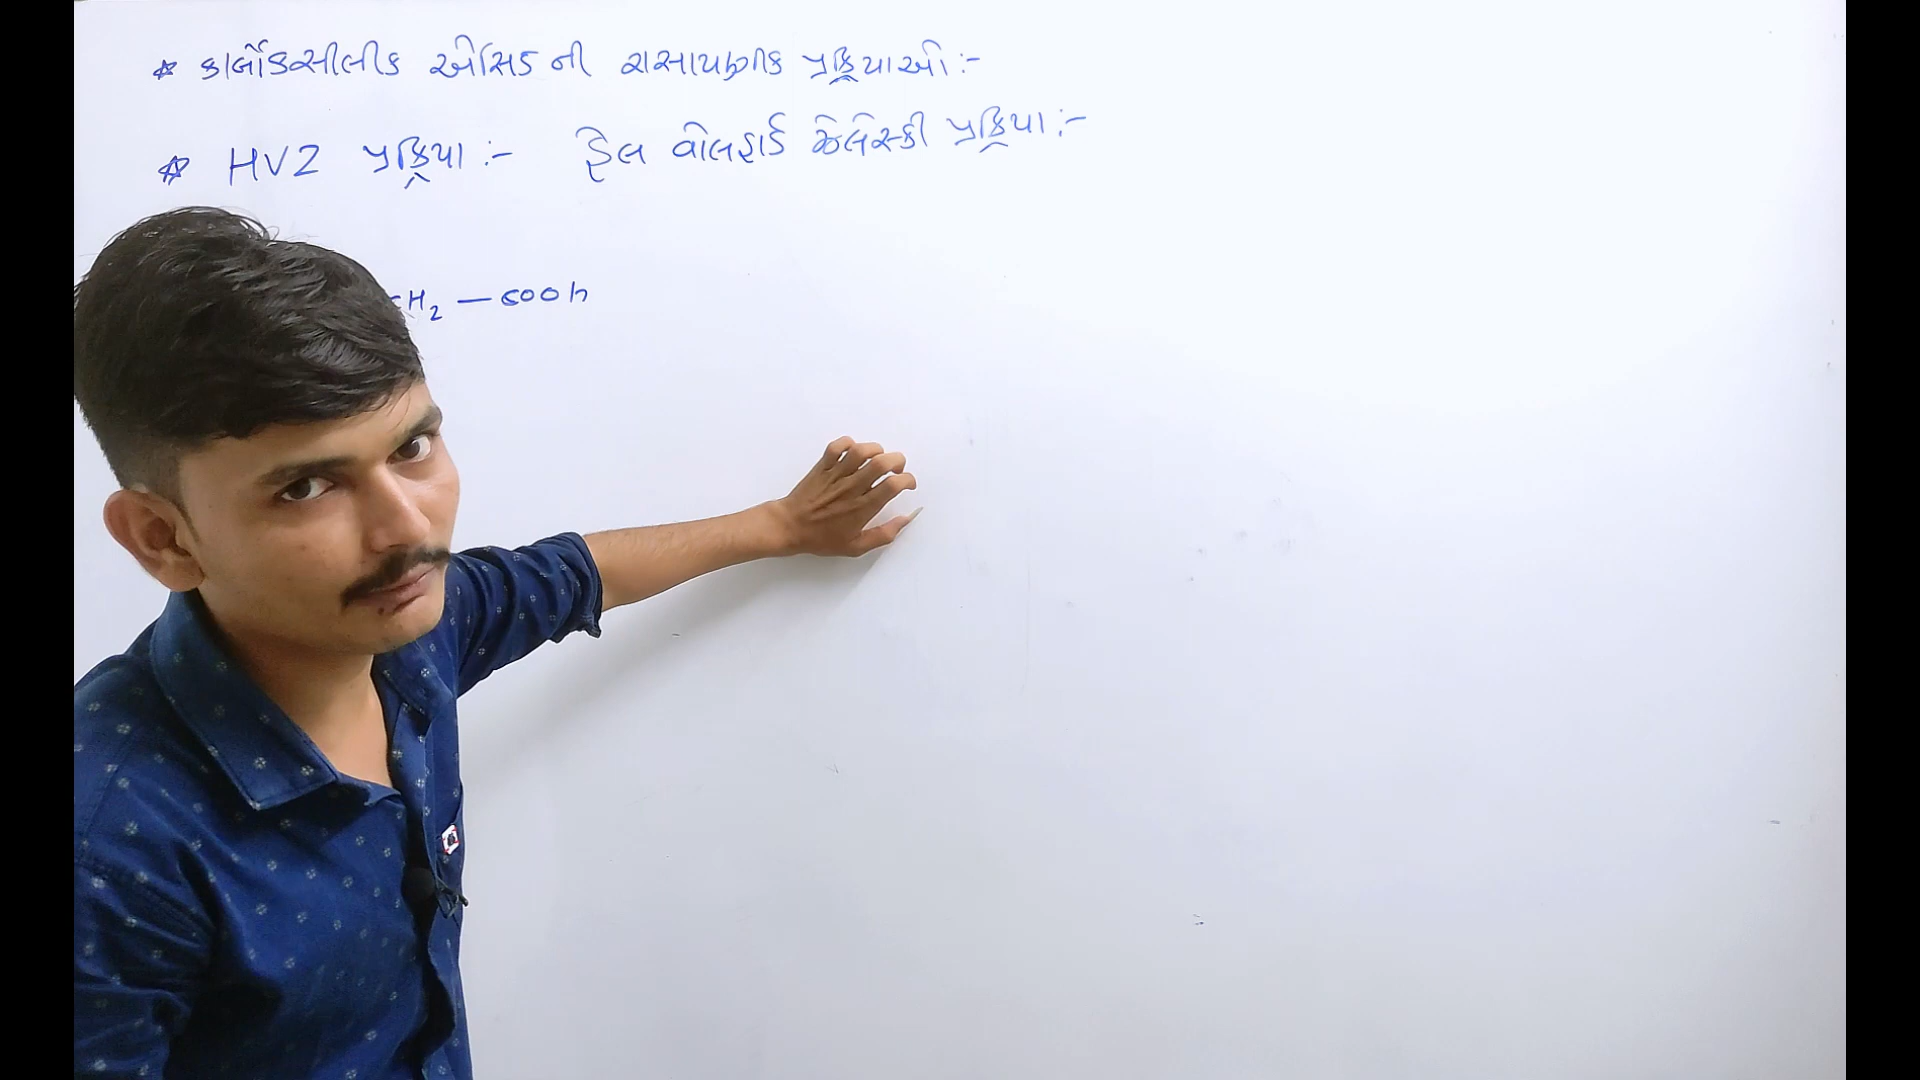 * કાર્બોક્સીલીક એસિડ ની રાસાયણીક પ્રક્રિયાઓ :-
* HVZ પ્રક્રિયા :- હેલ વોલહાર્ડ ઝેલેસ્કી પ્રક્રિયા :-
CH2 — COOH